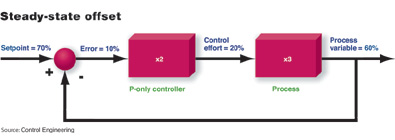 Steady-state offset
Setpoint = 70%
Error = 10%
x2
Control
effort = 20%
x3
Process
variable = 60%
+
-
P-only controller
Process
Source: Control Engineering